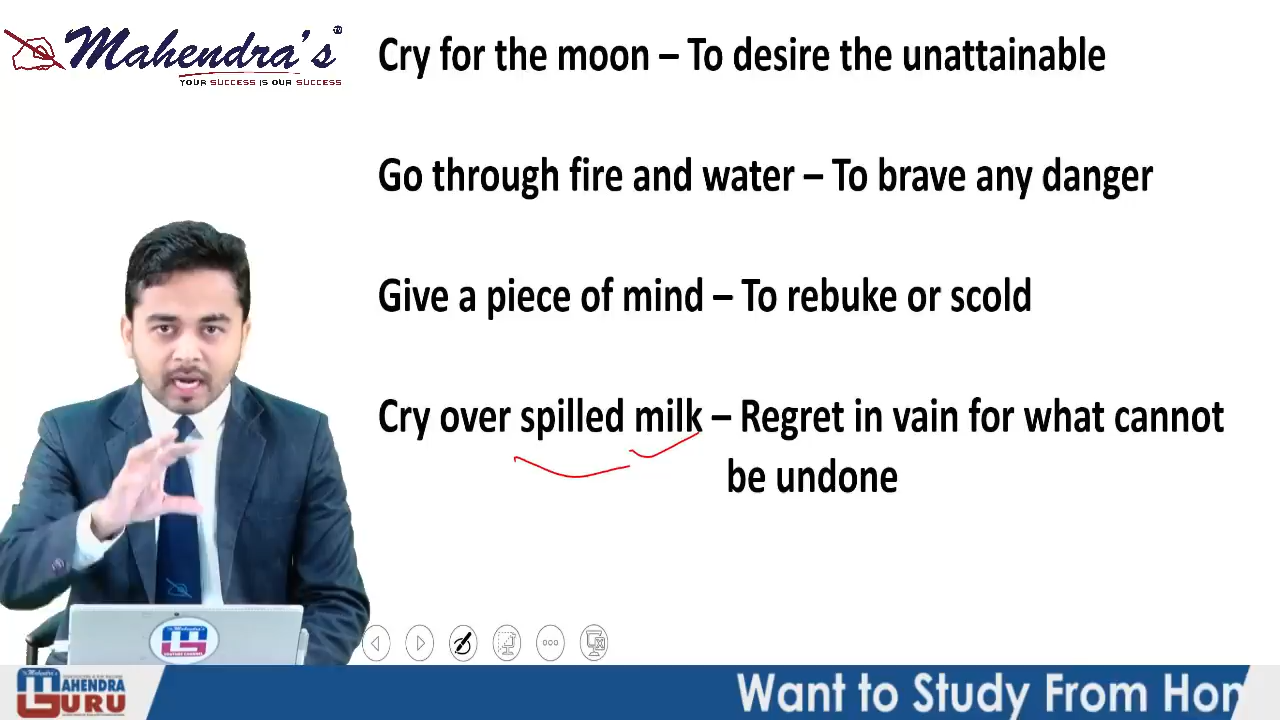 Mahendra's
YOUR SUCCESS IS OUR SUCCESS
Cry for the moon – To desire the unattainable
Go through fire and water – To brave any danger
Give a piece of mind – To rebuke or scold
Cry over spilled milk – Regret in vain for what cannot
be undone
Mahendra's
MAHENDRA
GURU
Want to Study From Hom